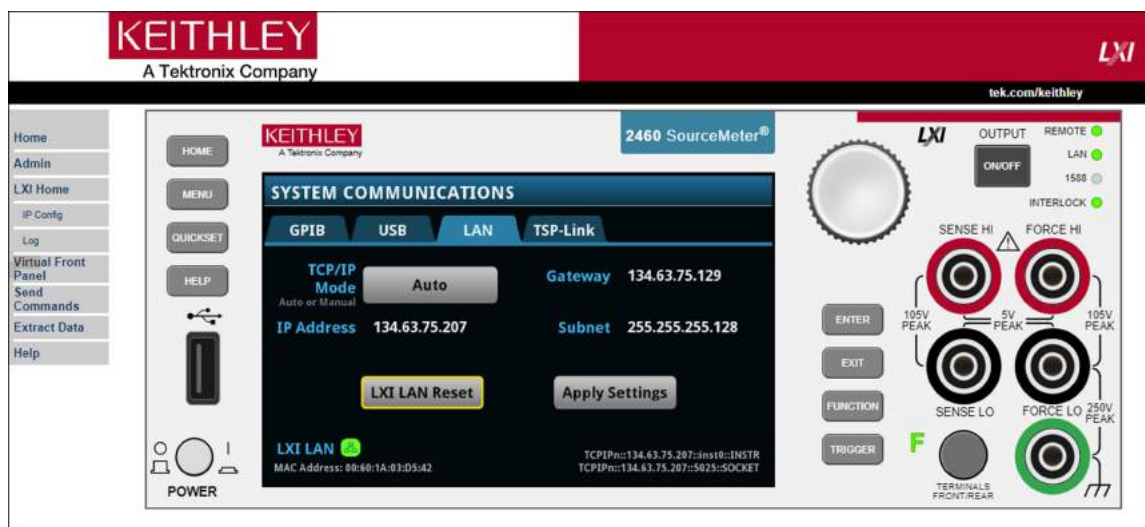 KEITHLEY
A Tektronix Company
LXI
tek.com/keithley
Home
Admin
LXI Home
IP Config
Log
Virtual Front
Panel
Send
Commands
Extract Data
Help
HOME
MENU
QUICKSET
HELP
POWER
KEITHLEY
A Tektronix Company
2460 SourceMeter®
SYSTEM COMMUNICATIONS
GPIB USB LAN TSP-Link
TCP/IP
Mode
Auto or Manual
Auto
Gateway 134.63.75.129
IP Address 134.63.75.207
Subnet 255.255.255.128
LXI LAN Reset
Apply Settings
LXI LAN
MAC Address: 00:60:1A:03:D5:42
TCPIPn::134.63.75.207::inst0::INSTR
TCPIPn::134.63.75.207::5025::SOCKET
LXI
OUTPUT
ON/OFF
REMOTE
LAN
1588
INTERLOCK
SENSE HI
FORCE HI
ENTER
EXIT
FUNCTION
TRIGGER
105V
PEAK
5V
PEAK
105V
PEAK
SENSE LO
FORCE LO
250V
PEAK
F
TERMINALS
FRONT/REAR